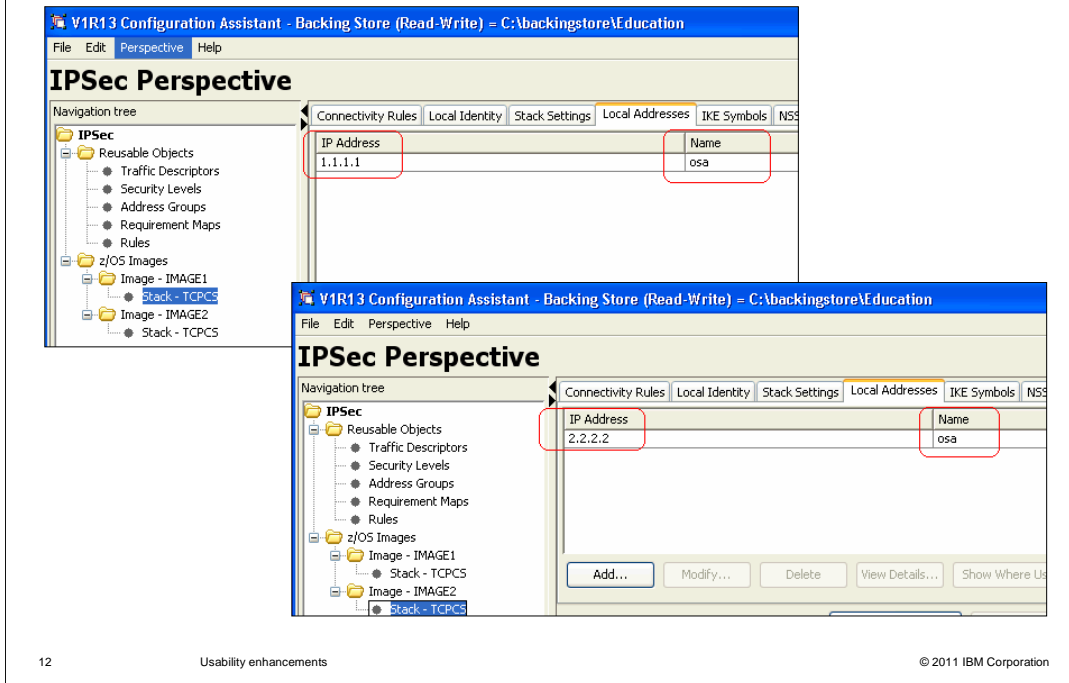 V1R13 Configuration Assistant - Backing Store (Read-Write) = C:\backingstore\Education
File Edit Perspective Help
IPSec Perspective
Navigation tree
IPSec
Reusable Objects
Traffic Descriptors
Security Levels
Address Groups
Requirement Maps
Rules
z/OS Images
Image - IMAGE1
Stack - TCPCS
Image - IMAGE2
Stack - TCPCS
Connectivity Rules Local Identity Stack Settings Local Addresses IKE Symbols NSS
IP Address Name
1.1.1.1 osa
V1R13 Configuration Assistant - Backing Store (Read-Write) = C:\backingstore\Education
File Edit Perspective Help
IPSec Perspective
Navigation tree
IPSec
Reusable Objects
Traffic Descriptors
Security Levels
Address Groups
Requirement Maps
Rules
z/OS Images
Image - IMAGE1
Stack - TCPCS
Image - IMAGE2
Stack - TCPCS
Connectivity Rules Local Identity Stack Settings Local Addresses IKE Symbols NSS
IP Address Name
2.2.2.2 osa
Add... Modify... Delete View Details... Show Where Us
12 Usability enhancements © 2011 IBM Corporation